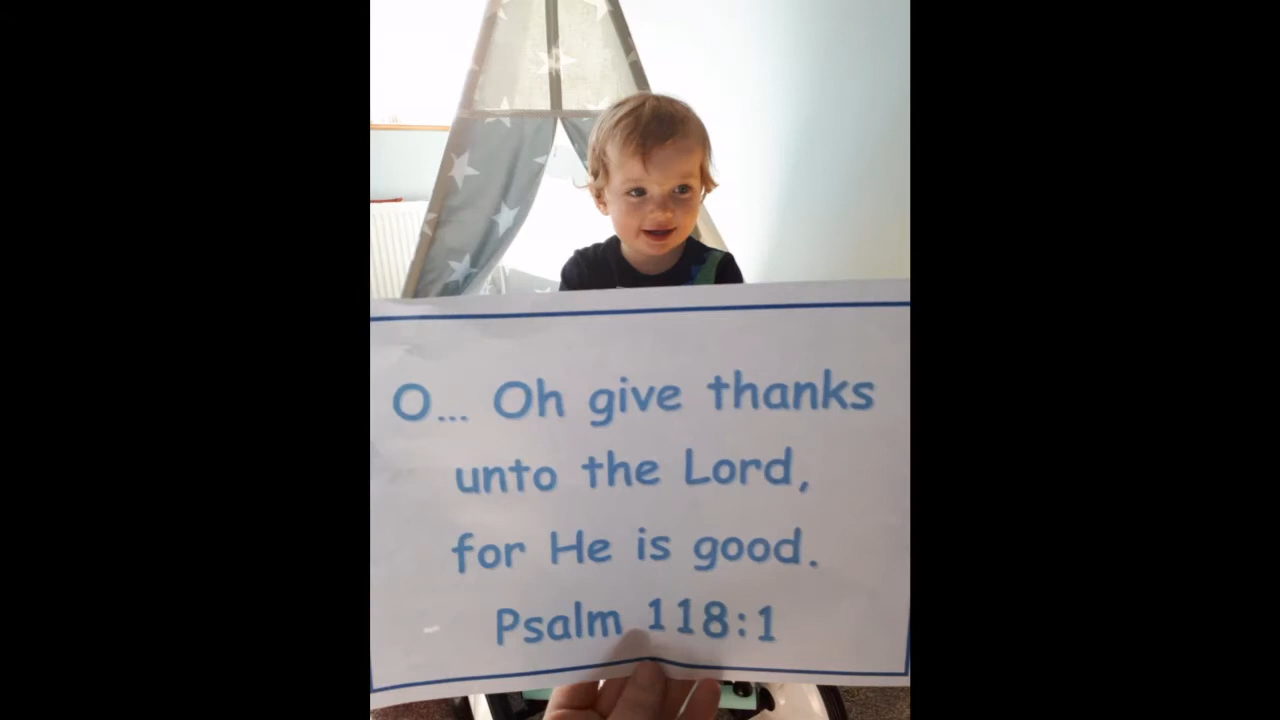 O... Oh give thanks
unto the Lord,
for He is good.
Psalm 118:1